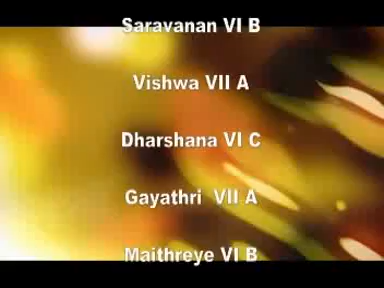 Saravanan VI B
Vishwa VII A
Dharshana VI C
Gayathri VII A
Maithreye VI B